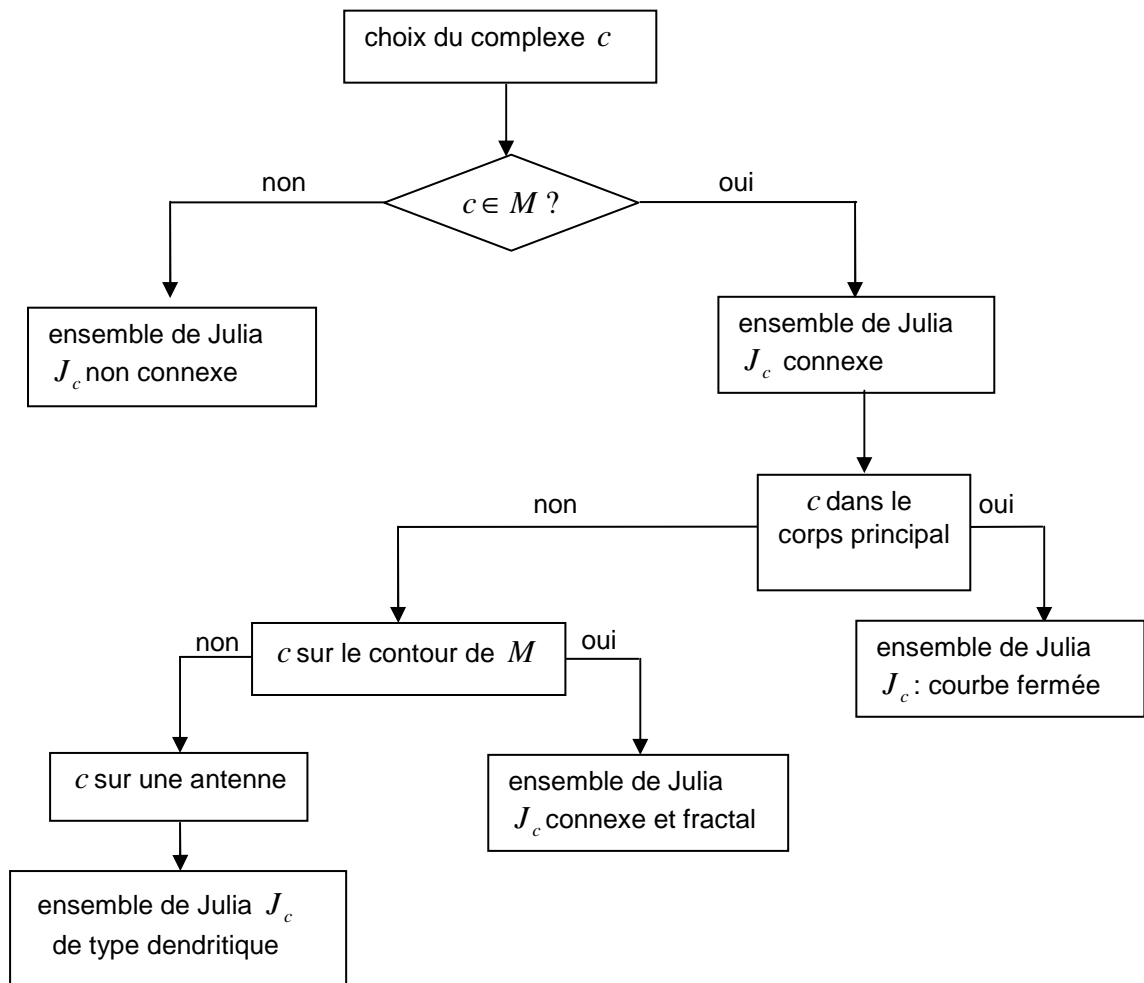 choix du complexe c
non
oui
c ∈ M ?
ensemble de Julia
J_c non connexe
ensemble de Julia
J_c connexe
non
c dans le
corps principal
oui
non
c sur le contour de M
oui
ensemble de Julia
J_c : courbe fermée
c sur une antenne
ensemble de Julia
J_c connexe et fractal
ensemble de Julia J_c
de type dendritique